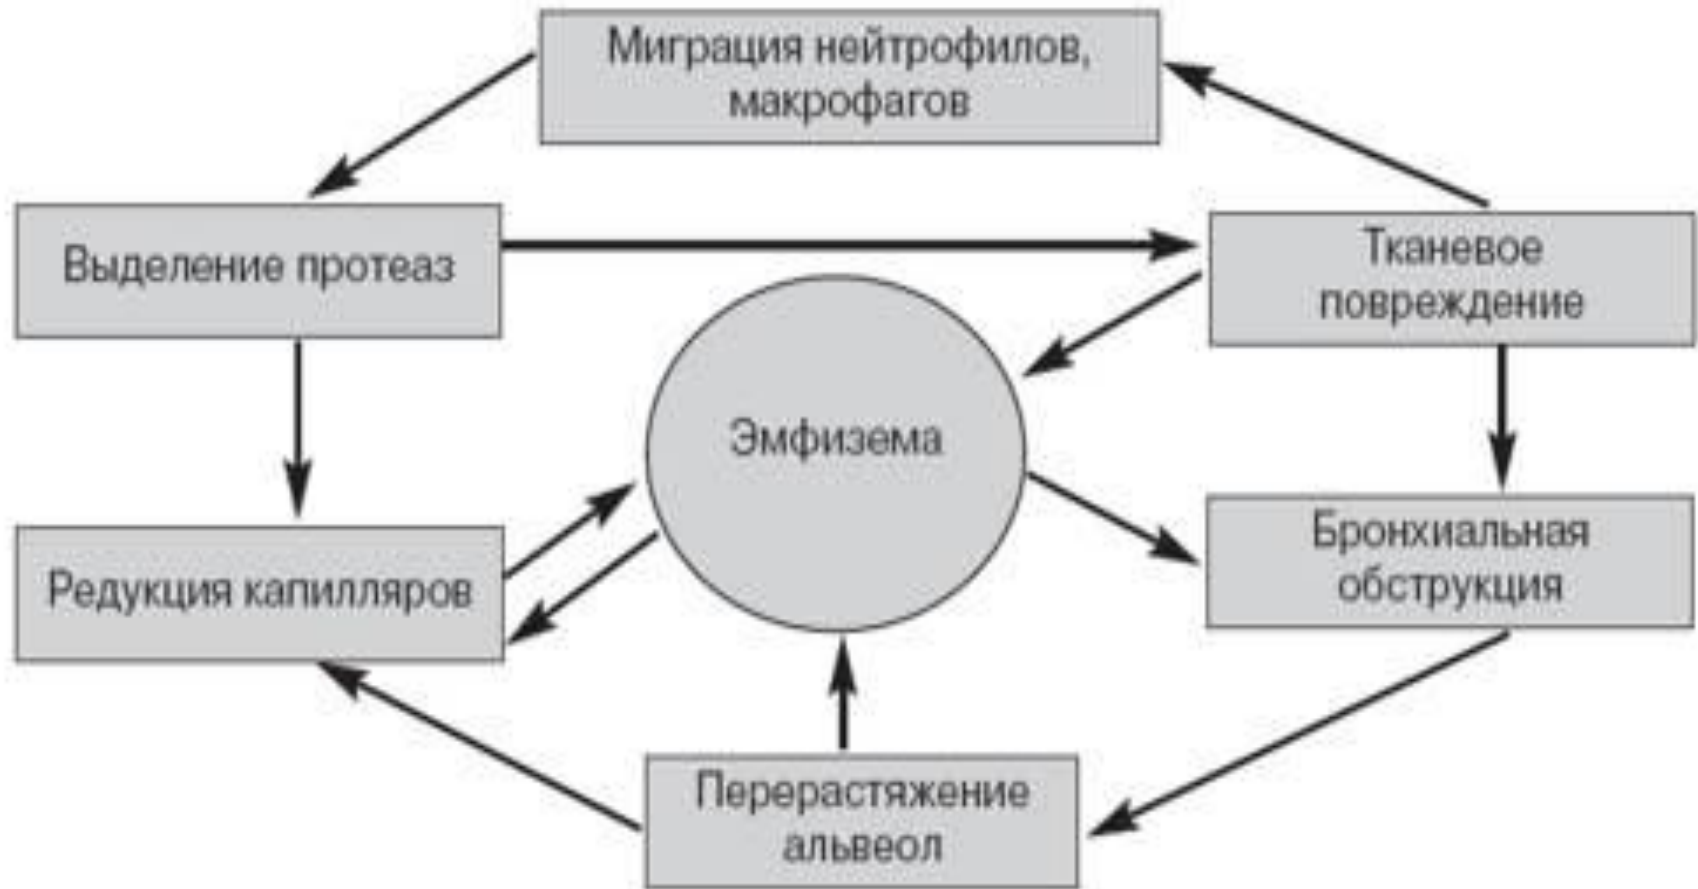 Миграция нейтрофилов,
макрофагов
Выделение протеаз
Тканевое
повреждение
Эмфизема
Редукция капилляров
Бронхиальная
обструкция
Перерастяжение
альвеол